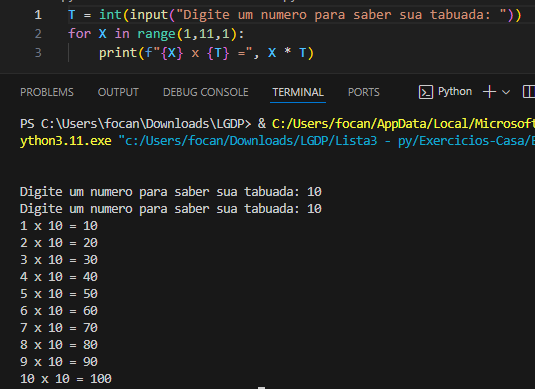 1 T = int(input("Digite um numero para saber sua tabuada: "))
2 for X in range(1,11,1):
3 print(f"{X} x {T} =", X * T)
PROBLEMS OUTPUT DEBUG CONSOLE TERMINAL PORTS Python
PS C:\Users\focan\Downloads\LGDP> & C:/Users/focan/AppData/Local/Microsoft
ython3.11.exe "c:/Users/focan/Downloads/LGDP/Lista3 - py/Exercicios-Casa/E
Digite um numero para saber sua tabuada: 10
Digite um numero para saber sua tabuada: 10
1 x 10 = 10
2 x 10 = 20
3 x 10 = 30
4 x 10 = 40
5 x 10 = 50
6 x 10 = 60
7 x 10 = 70
8 x 10 = 80
9 x 10 = 90
10 x 10 = 100